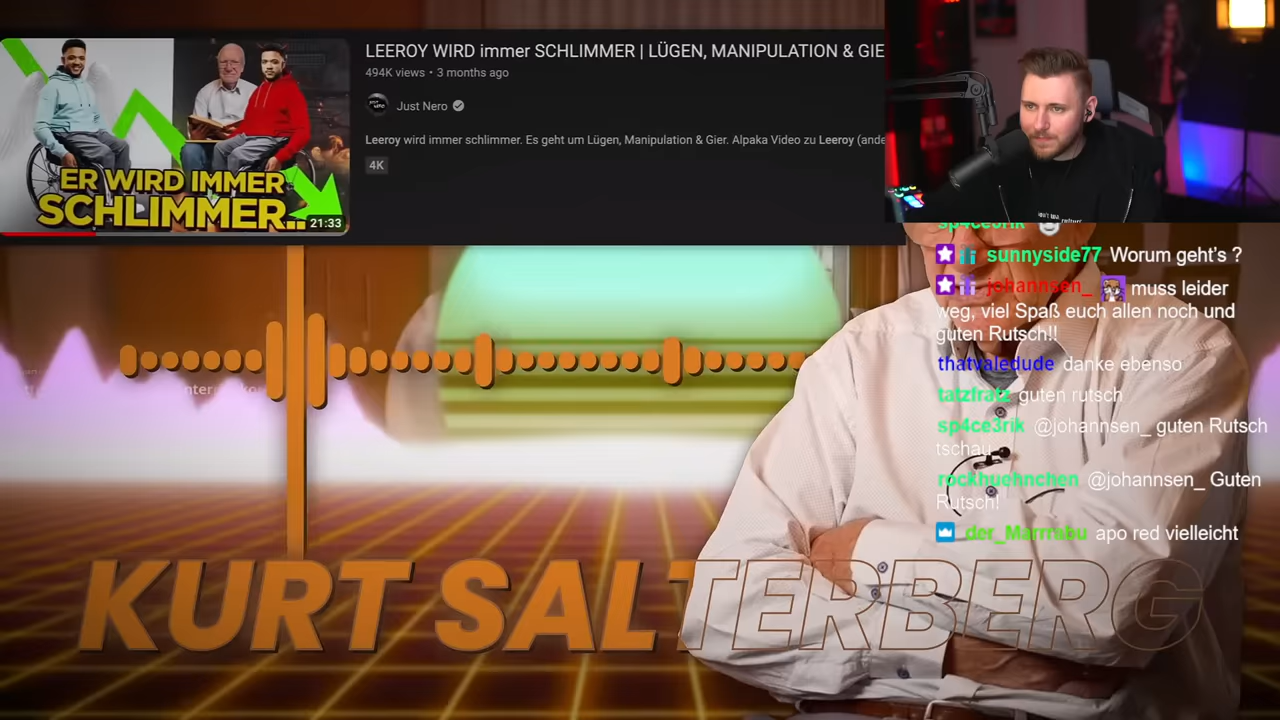 LEEROY WIRD immer SCHLIMMER | LÜGEN, MANIPULATION & GIE
494K views • 3 months ago
Just Nero
Leeroy wird immer schlimmer. Es geht um Lügen, Manipulation & Gier. Alpaka Video zu Leeroy (ande
4K
ER WIRD IMMER
SCHLIMMER..
21:33
sp4ce3rik
sunnyside77 Worum geht's ?
johannsen_ muss leider
weg, viel Spaß euch allen noch und
guten Rutsch!!
thatvaledude danke ebenso
tatzfratz guten rutsch
sp4ce3rik @johannsen_ guten Rutsch
tschau
rockhuehnchen @johannsen_ Guten
Rutsch!
der_Marrrabu apo red vielleicht
KURT SALTERBERG